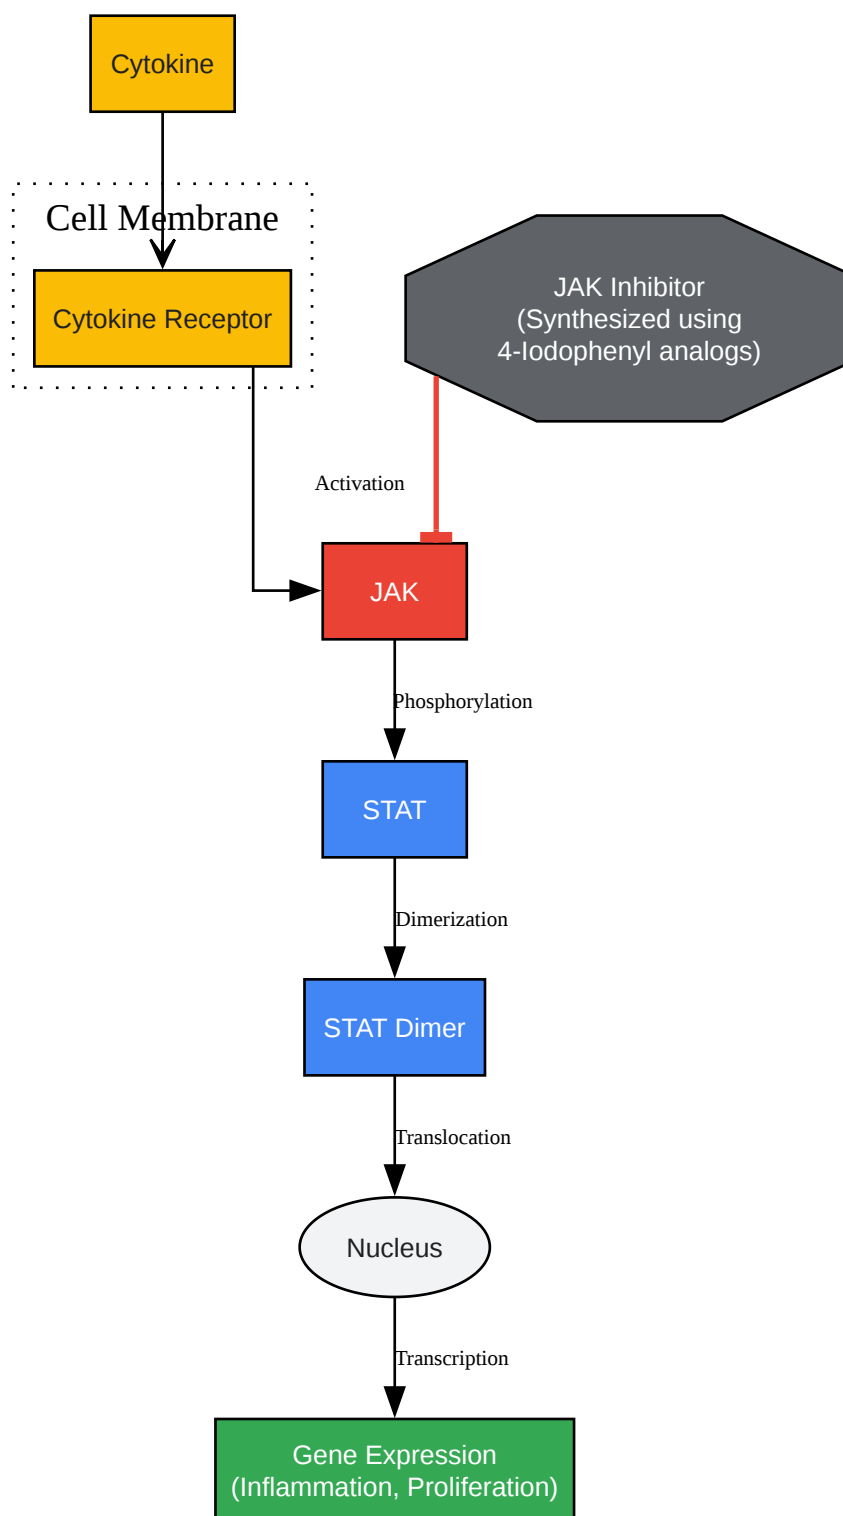 Cytokine
Cell Membrane
Cytokine Receptor
JAK Inhibitor
(Synthesized using
4-Iodophenyl analogs)
Activation
JAK
Phosphorylation
STAT
Dimerization
STAT Dimer
Translocation
Nucleus
Transcription
Gene Expression
(Inflammation, Proliferation)